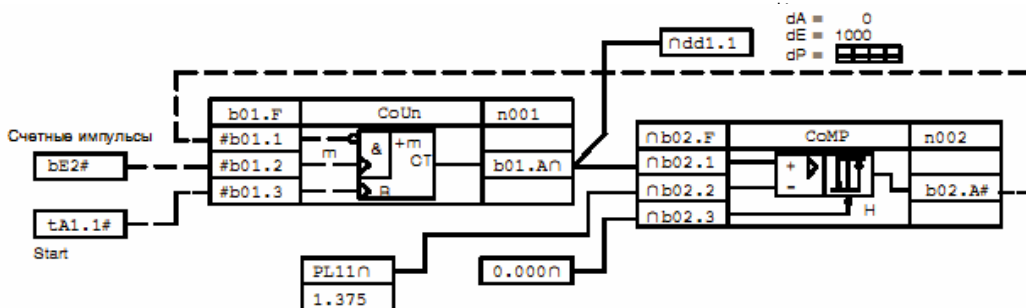 dA = 0
dE = 1000
dP =
∩dd1.1
b01.F CoUn n001
#b01.1
#b01.2
#b01.3
m
&
+m
CT
R
b01.A∩
Счетные импульсы
bE2#
tA1.1#
Start
∩b02.F CoMP n002
∩b02.1
∩b02.2
∩b02.3
+
-
H
b02.A#
PL11∩
1.375
0.000∩